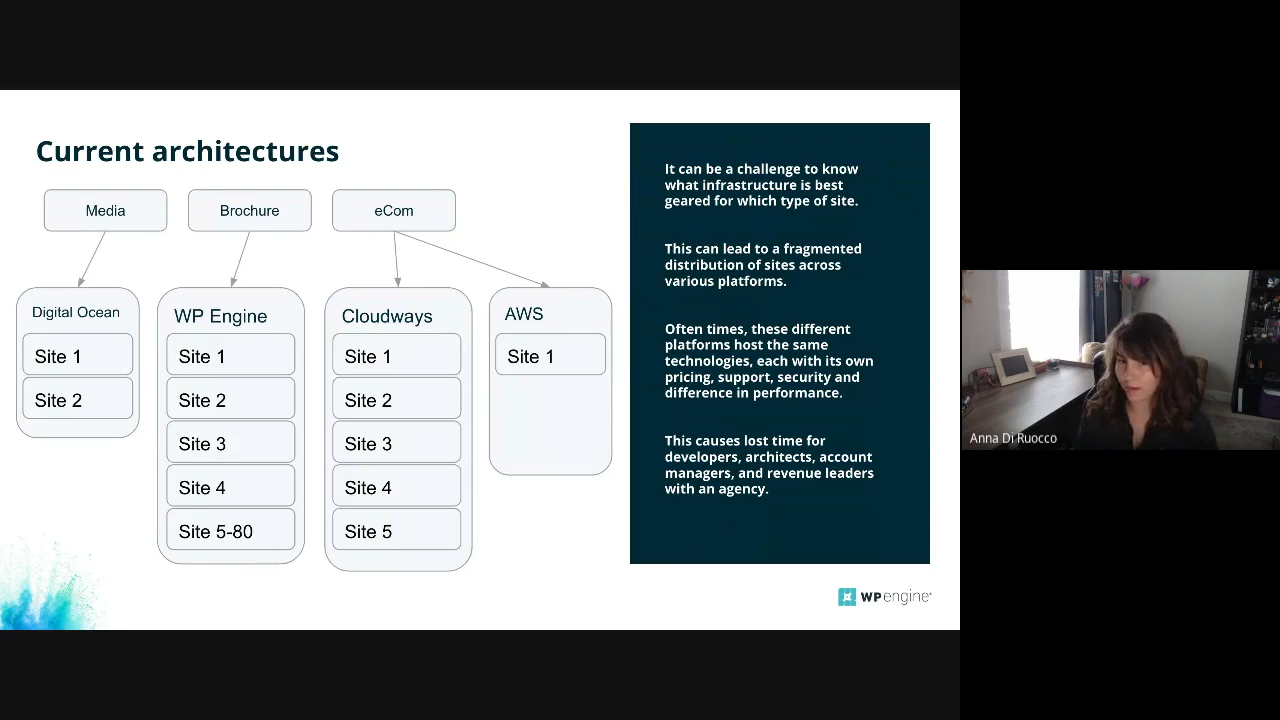 Current architectures
Media
Brochure
eCom
Digital Ocean
Site 1
Site 2
WP Engine
Site 1
Site 2
Site 3
Site 4
Site 5-80
Cloudways
Site 1
Site 2
Site 3
Site 4
Site 5
AWS
Site 1
It can be a challenge to know
what infrastructure is best
geared for which type of site.
This can lead to a fragmented
distribution of sites across
various platforms.
Often times, these different
platforms host the same
technologies, each with its own
pricing, support, security and
difference in performance.
This causes lost time for
developers, architects, account
managers, and revenue leaders
with an agency.
WP engine
Anna Di Ruocco